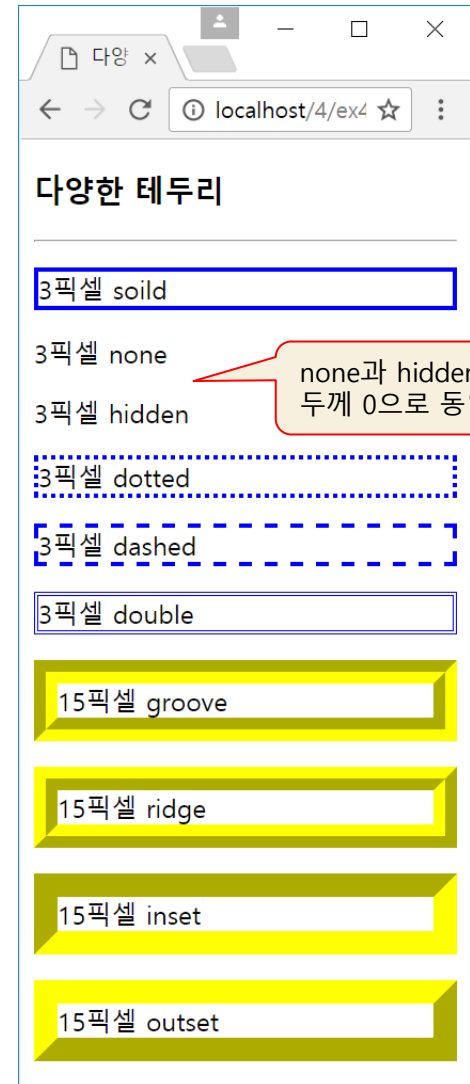 다양
localhost/4/ex4
다양한 테두리
3픽셀 soild
3픽셀 none
none과 hidden
두께 0으로 동
3픽셀 hidden
3픽셀 dotted
3픽셀 dashed
3픽셀 double
15픽셀 groove
15픽셀 ridge
15픽셀 inset
15픽셀 outset